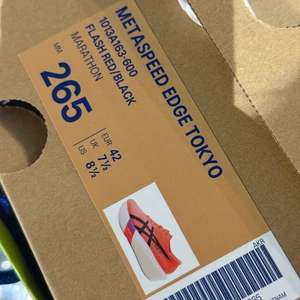 METASPEED EDGE TOKYO
1013A163-600
FLASH RED/BLACK
MARATHON
MM 265
EUR 42
UK 7½
US 8½
AKR